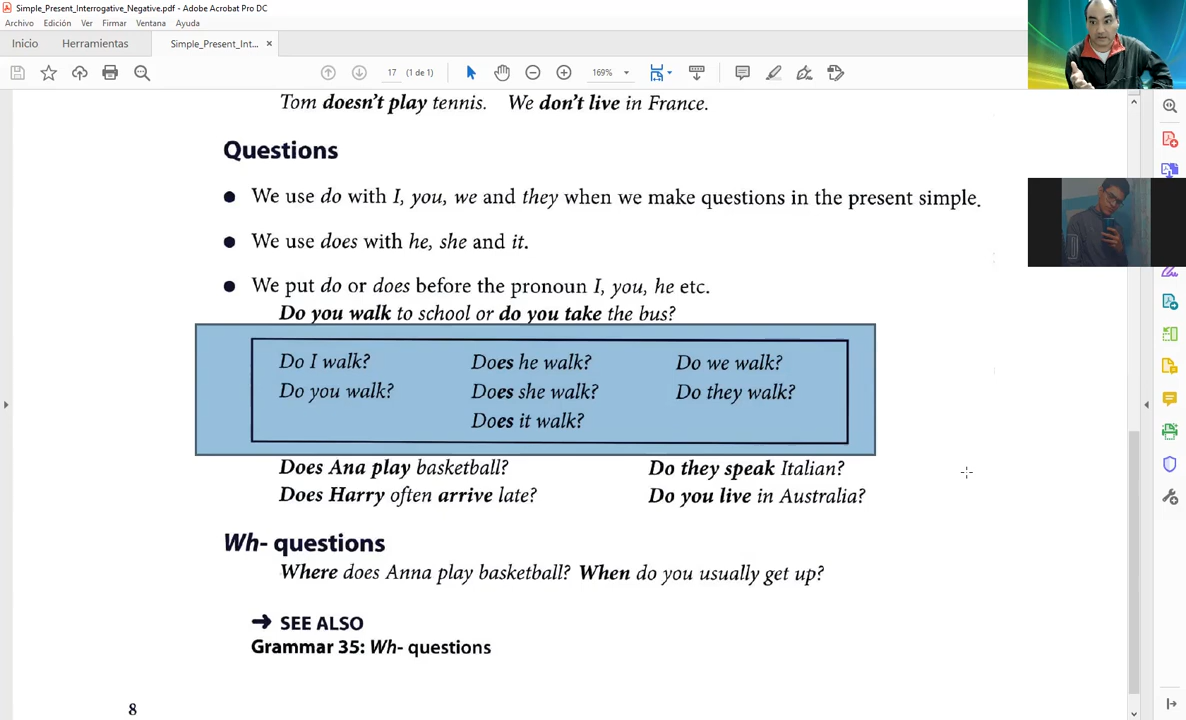 Simple_Present_Interrogative_Negative.pdf - Adobe Acrobat Pro DC
Archivo Edición Ver Firmar Ventana Ayuda
Inicio Herramientas Simple_Present_Int... ×
17 (1 de 1) 169%
Tom doesn't play tennis. We don't live in France.
Questions
● We use do with I, you, we and they when we make questions in the present simple.
● We use does with he, she and it.
● We put do or does before the pronoun I, you, he etc.
Do you walk to school or do you take the bus?
Do I walk? Does he walk? Do we walk?
Do you walk? Does she walk? Do they walk?
Does it walk?
Does Ana play basketball? Do they speak Italian?
Does Harry often arrive late? Do you live in Australia?
Wh- questions
Where does Anna play basketball? When do you usually get up?
➔ SEE ALSO
Grammar 35: Wh- questions
8